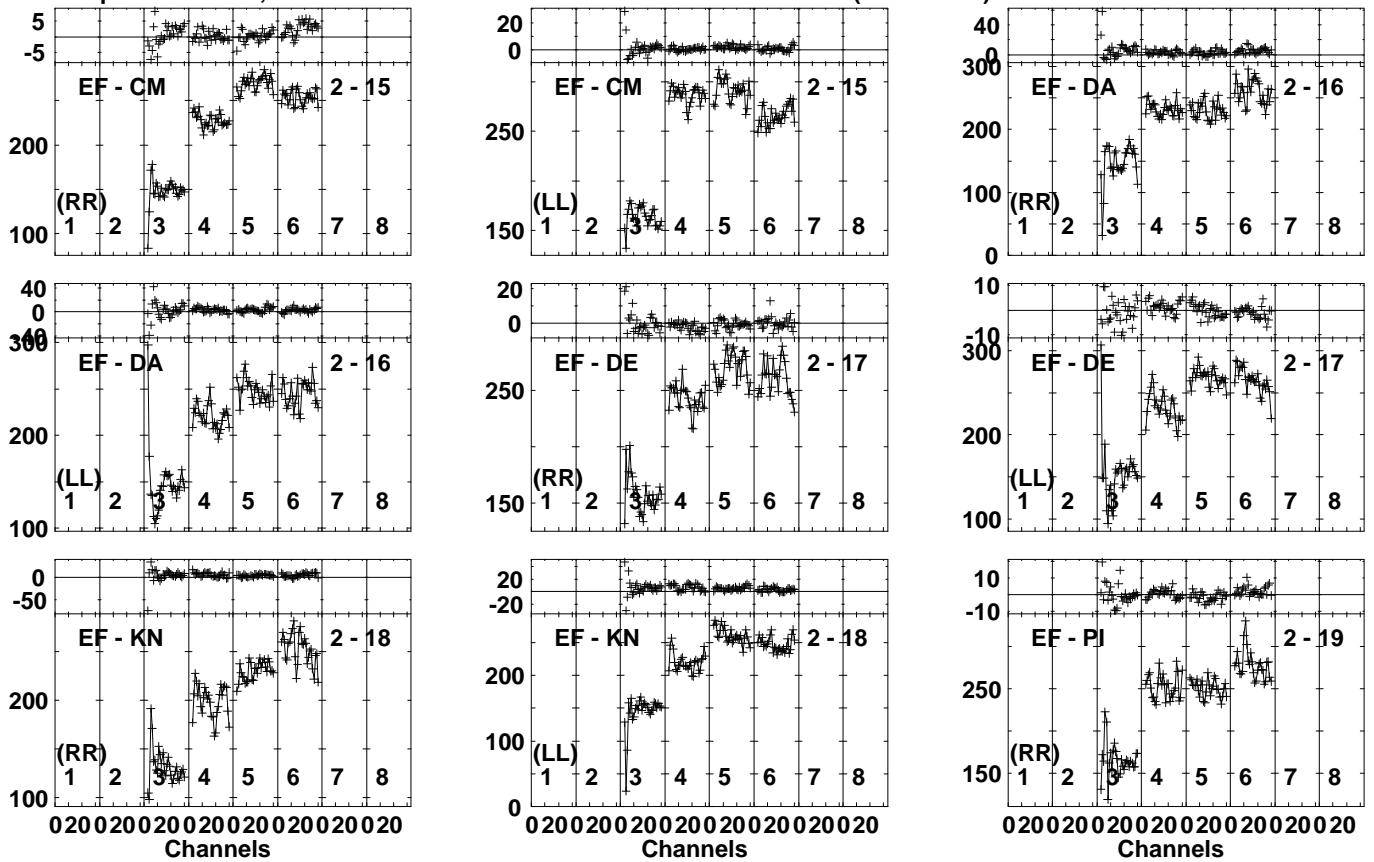 5 20 40
-5 0 0
EF - CM 2 - 15 EF - CM 2 - 15 300 EF - DA 2 - 16
250 200
200 100
(RR) (LL) (RR)
1 2 3 4 5 6 7 8 1 2 3 4 5 6 7 8 1 2 3 4 5 6 7 8
100 150 0
40 20 10
0 0
-40 -10
300 EF - DA 2 - 16 EF - DE 2 - 17 300 EF - DE 2 - 17
250
200 200
(LL) (RR) (LL)
1 2 3 4 5 6 7 8 1 2 3 4 5 6 7 8 1 2 3 4 5 6 7 8
100 150 100
0 20 10
-50 -20 -10
EF - KN 2 - 18 EF - KN 2 - 18 EF - PI 2 - 19
200 200 250
100
(RR) (LL) (RR)
1 2 3 4 5 6 7 8 1 2 3 4 5 6 7 8 1 2 3 4 5 6 7 8
100 0 150
0 20 0 20 0 20 0 20 0 20 0 20 0 20 0 20 0 20 0 20 0 20 0 20 0 20 0 20 0 20 0 20 0 20 0 20 0 20 0 20 0 20 0 20 0 20 0 20
Channels Channels Channels